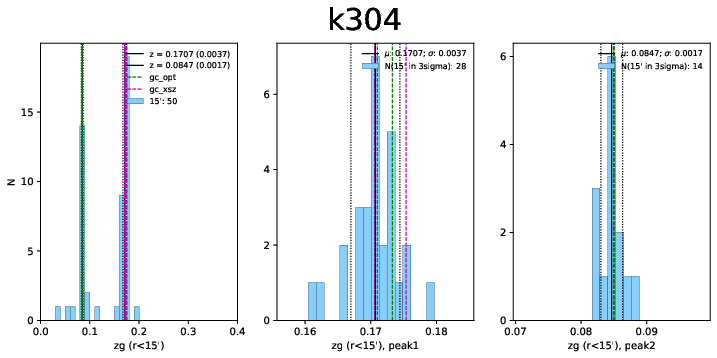 k304
z = 0.1707 (0.0037)
z = 0.0847 (0.0017)
gc_opt
gc_xsz
15': 50
N
0
5
10
15
0.0 0.1 0.2 0.3 0.4
zg (r<15')
μ: 0.1707; σ: 0.0037
N(15' in 3sigma): 28
0
2
4
6
0.16 0.17 0.18
zg (r<15'), peak1
μ: 0.0847; σ: 0.0017
N(15' in 3sigma): 14
0
2
4
6
0.07 0.08 0.09
zg (r<15'), peak2